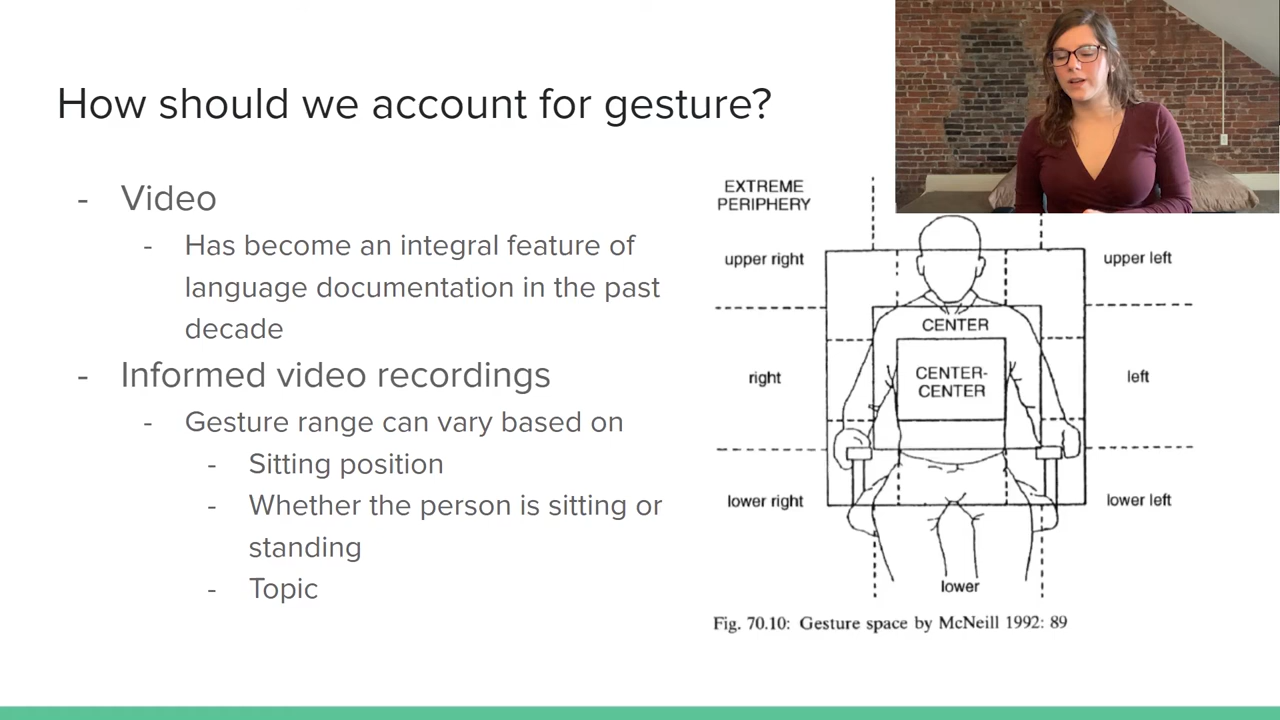 How should we account for gesture?
- Video
- Has become an integral feature of
language documentation in the past
decade
- Informed video recordings
- Gesture range can vary based on
- Sitting position
- Whether the person is sitting or
standing
- Topic
EXTREME
PERIPHERY
upper right
upper left
CENTER
CENTER-
CENTER
right
left
lower right
lower left
lower
Fig. 70.10: Gesture space by McNeill 1992: 89